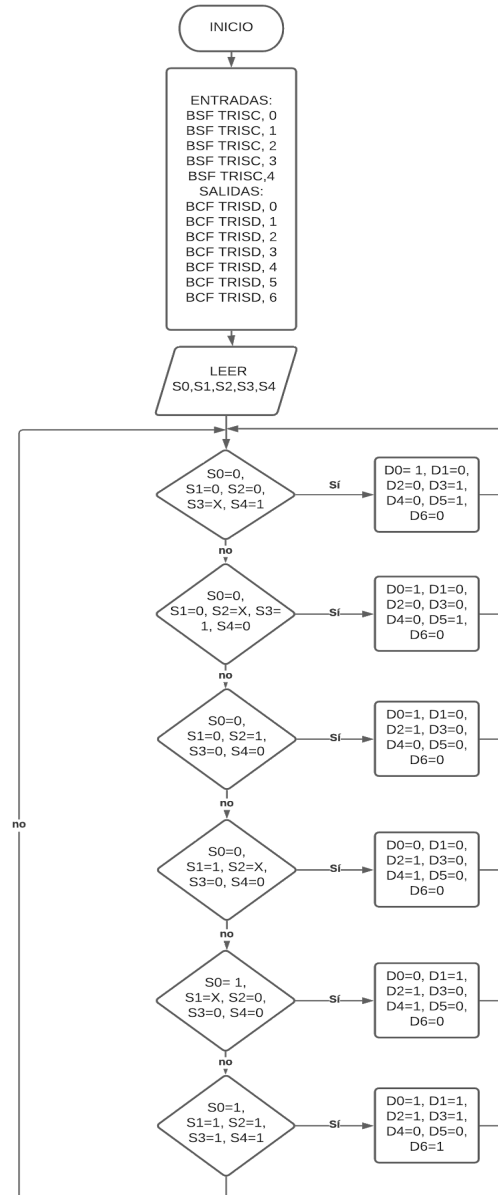 INICIO
ENTRADAS:
BSF TRISC, 0
BSF TRISC, 1
BSF TRISC, 2
BSF TRISC, 3
BSF TRISC,4
SALIDAS:
BCF TRISD, 0
BCF TRISD, 1
BCF TRISD, 2
BCF TRISD, 3
BCF TRISD, 4
BCF TRISD, 5
BCF TRISD, 6
LEER
S0,S1,S2,S3,S4
S0=0,
S1=0, S2=0,
S3=X, S4=1
Sí
D0= 1, D1=0,
D2=0, D3=1,
D4=0, D5=1,
D6=0
no
S0=0,
S1=0, S2=X, S3=
1, S4=0
Sí
D0=1, D1=0,
D2=0, D3=0,
D4=0, D5=1,
D6=0
no
S0=0,
S1=0, S2=1,
S3=0, S4=0
Sí
D0=1, D1=0,
D2=1, D3=0,
D4=0, D5=0,
D6=0
no
no
S0=0,
S1=1, S2=X,
S3=0, S4=0
Sí
D0=0, D1=0,
D2=1, D3=0,
D4=1, D5=0,
D6=0
no
S0= 1,
S1=X, S2=0,
S3=0, S4=0
Sí
D0=0, D1=1,
D2=1, D3=0,
D4=1, D5=0,
D6=0
no
S0=1,
S1=1, S2=1,
S3=1, S4=1
Sí
D0=1, D1=1,
D2=1, D3=1,
D4=0, D5=0,
D6=1